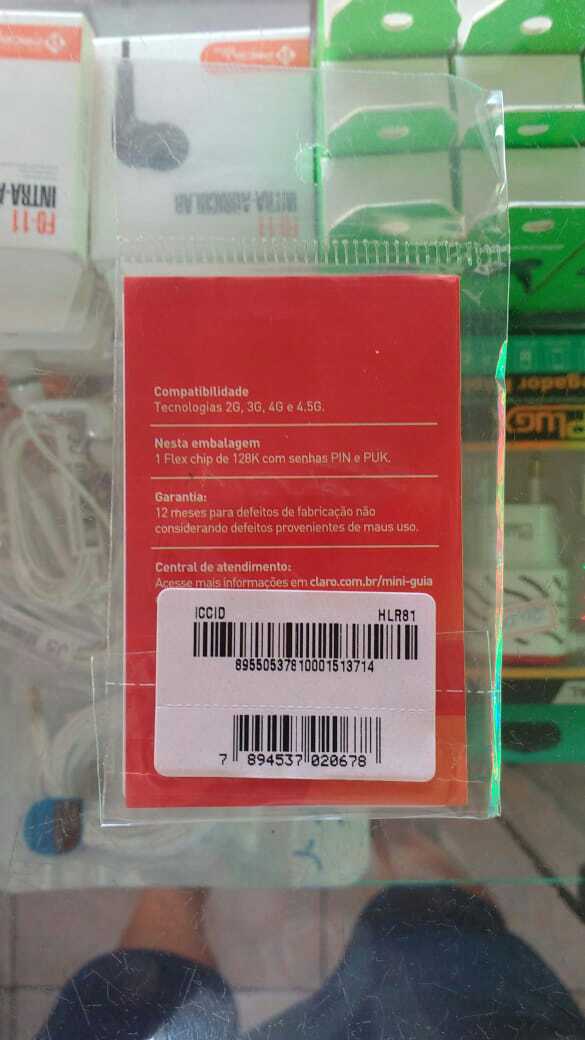 FO-11
INTRA-A
FO-11
INTRA-AURICULAR
Compatibilidade
Tecnologias 2G, 3G, 4G e 4.5G.
Nesta embalagem
1 Flex chip de 128K com senhas PIN e PUK.
Garantia:
12 meses para defeitos de fabricação não
considerando defeitos provenientes de maus uso.
Central de atendimento:
Acesse mais informações em claro.com.br/mini-guia
ICCID HLR81
89550537810001513714
7 894537 020678